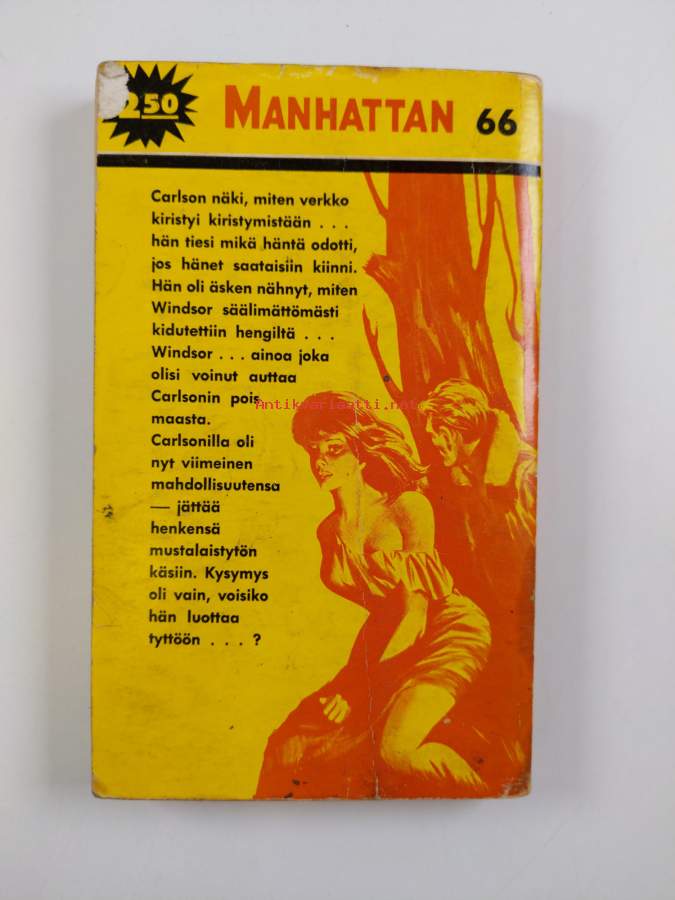 2.50
MANHATTAN 66
Carlson näki, miten verkko
kiristyi kiristymistään . . .
hän tiesi mikä häntä odotti,
jos hänet saataisiin kiinni.
Hän oli äsken nähnyt, miten
Windsor säälimättömästi
kidutettiin hengiltä . . .
Windsor . . . ainoa joka
olisi voinut auttaa
Carlsonin pois
maasta.
Carlsonilla oli
nyt viimeinen
mahdollisuutensa
— jättää
henkensä
mustalaistytön
käsiin. Kysymys
oli vain, voisiko
hän luottaa
tyttöön . . . ?
Antikvariaatti.net